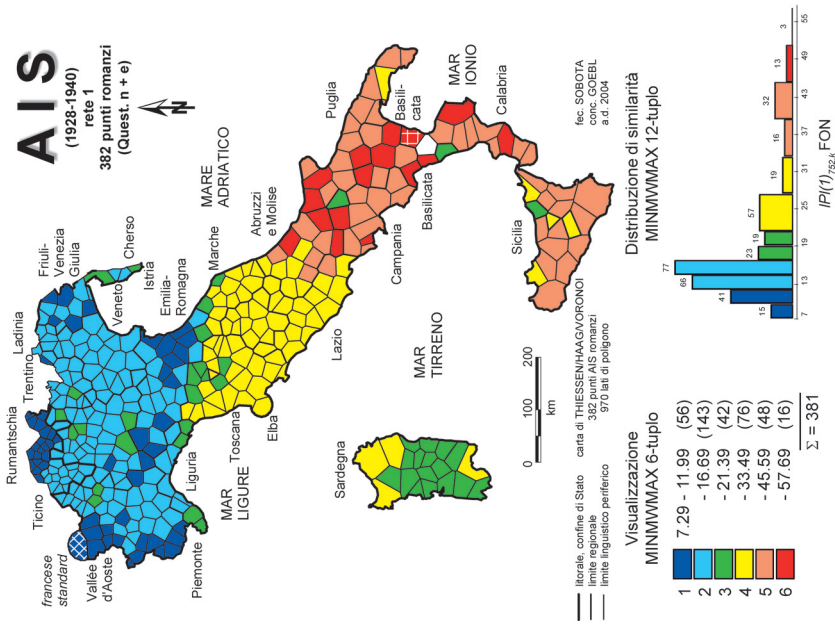 AIS
(1928-1940)
rete 1
382 punti romanzi
(Quest. n + e)
N
Rumantschia
Ladinia
Friuli-
Venezia
Giulia
Trentino
Ticino
Cherso
Veneto
Istria
Emilia-
Romagna
francese
standard
Vallée
d'Aoste
Piemonte
Liguria
MAR
LIGURE
Toscana
Elba
Marche
MARE
ADRIATICO
Abruzzi
e Molise
Lazio
Puglia
Campania
Basili-
cata
Basilicata
MAR
IONIO
Calabria
Sicilia
MAR
TIRRENO
Sardegna
0 100 200
km
litorale, confine di Stato
limite regionale
limite linguistico periferico
carta di THIESSEN/HAAG/VORONOI
382 punti AIS romanzi
970 lati di poligono
fec. SOBOTA
conc. GOEBL
a.d. 2004
Visualizzazione
MINMWMAX 6-tuplo
1 7.29 - 11.99 (56)
2 - 16.69 (143)
3 - 21.39 (42)
4 - 33.49 (76)
5 - 45.59 (48)
6 - 57.69 (16)
Σ = 381
Distribuzione di similarità
MINMWMAX 12-tuplo
15 41 66 77 23 19 57 19 16 32 13 3
7 13 19 25 31 37 43 49 55
IPI(1)752,k FON